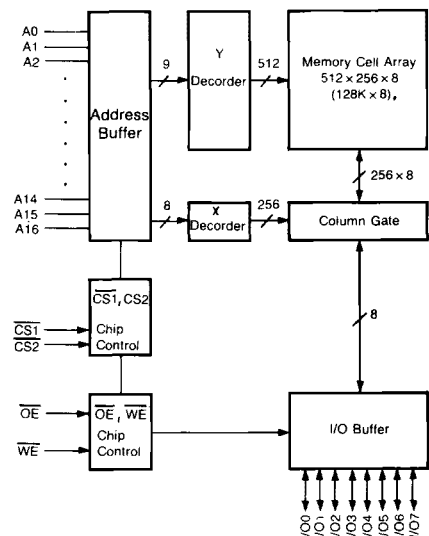 A0
A1
A2
A14
A15
A16
Address
Buffer
9
Y
Decorder
512
Memory Cell Array
512×256×8
(128K×8).
256×8
8
X
Decorder
256
Column Gate
CS1, CS2
Chip
Control
CS1
CS2
8
OE, WE
Chip
Control
OE
WE
I/O Buffer
I/O0
I/O1
I/O2
I/O3
I/O4
I/O5
I/O6
I/O7